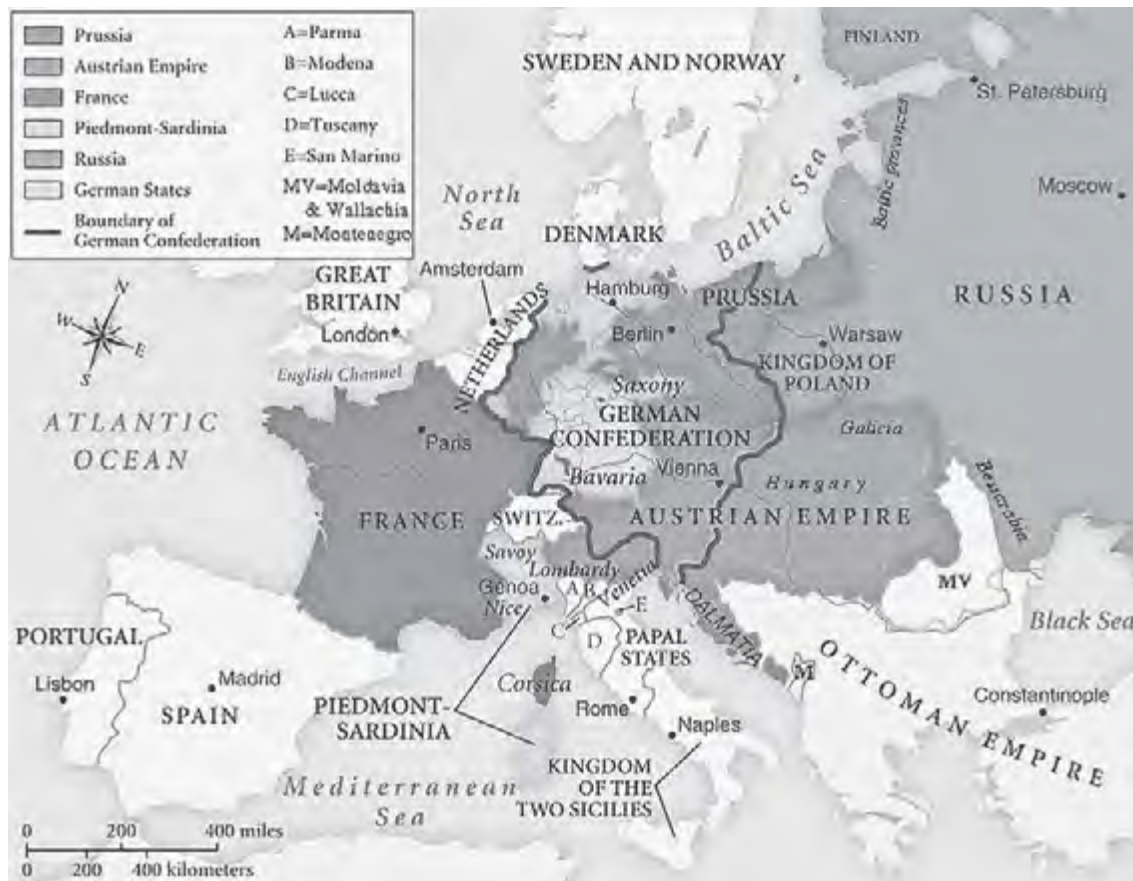 Prussia
Austrian Empire
France
Piedmont-Sardinia
Russia
German States
Boundary of
German Confederation
A=Parma
B=Modena
C=Lucca
D=Tuscany
E=San Marino
MV=Moldavia
& Wallachia
M=Montenegro
FINLAND
SWEDEN AND NORWAY
St. Petersburg
Baltic provinces
Moscow
North
Sea
Baltic Sea
DENMARK
GREAT
BRITAIN
Amsterdam
Hamburg
PRUSSIA
RUSSIA
N
W
E
S
London
NETHERLANDS
Berlin
Warsaw
KINGDOM OF
POLAND
English Channel
Saxony
ATLANTIC
OCEAN
Paris
GERMAN
CONFEDERATION
Galicia
Bavaria
Vienna
Hungary
Bessarabia
FRANCE
SWITZ.
AUSTRIAN EMPIRE
Savoy
Lombardy
Venetia
Genoa
Nice
A
B
C
D
E
MV
DALMATIA
Black Sea
PORTUGAL
PAPAL
STATES
M
OTTOMAN EMPIRE
Lisbon
Madrid
SPAIN
Corsica
Rome
Constantinople
PIEDMONT-
SARDINIA
Naples
KINGDOM
OF THE
TWO SICILIES
Mediterranean
Sea
0 200 400 miles
0 200 400 kilometers